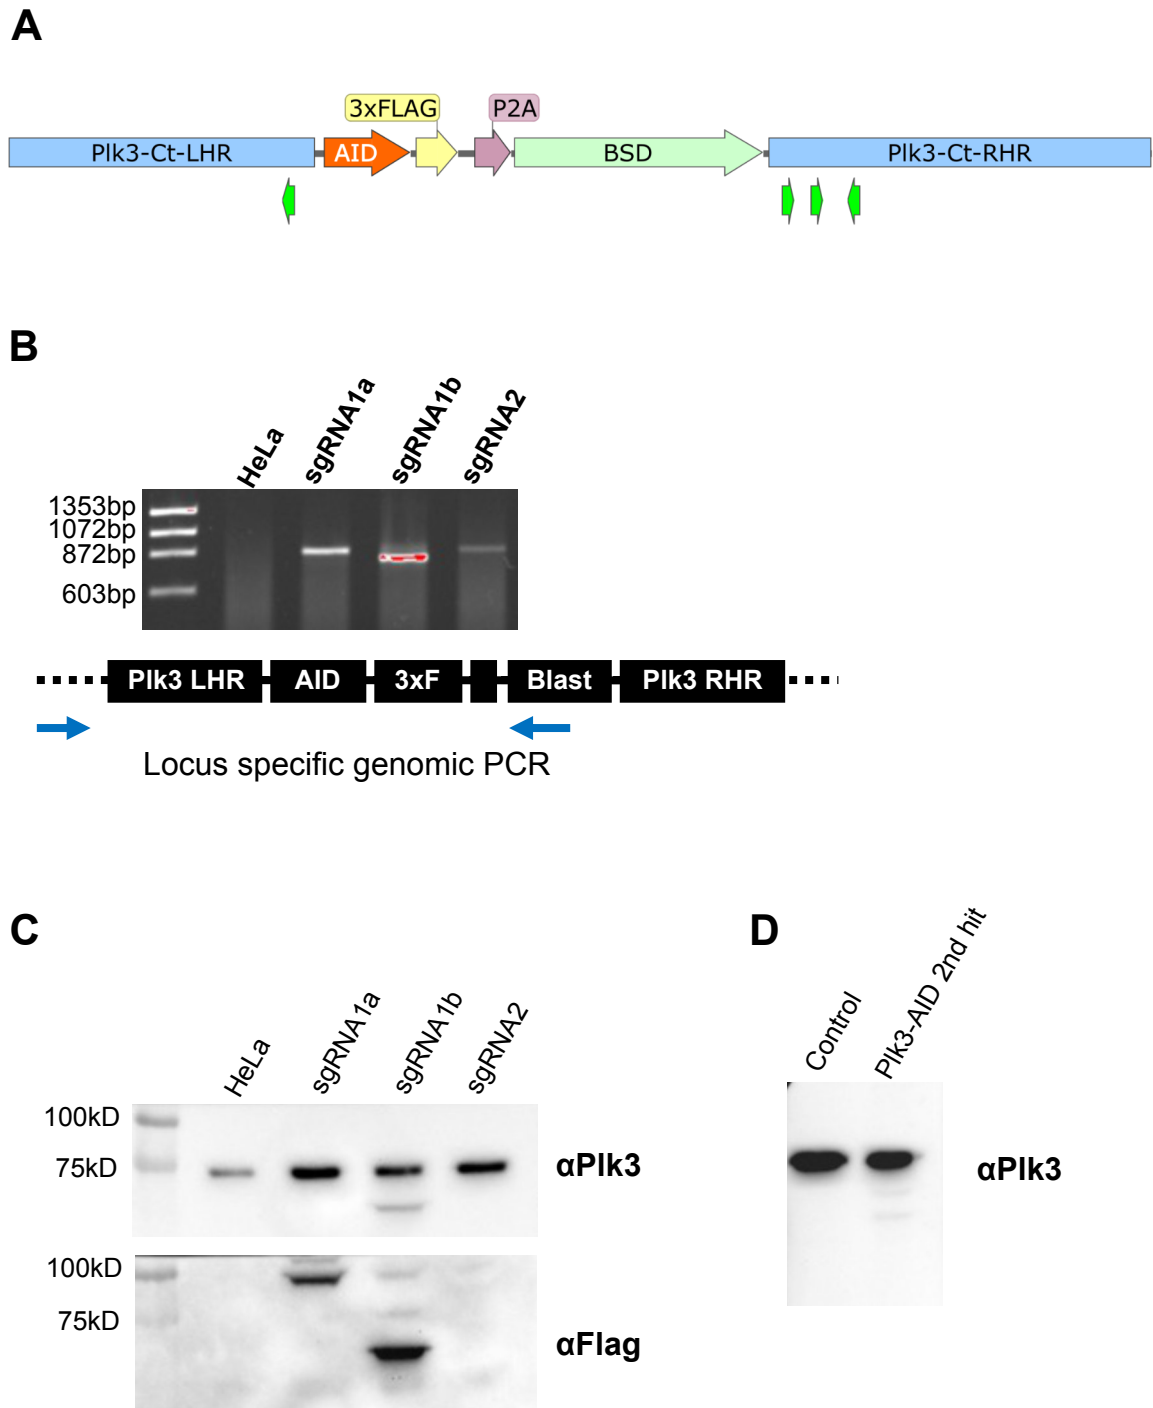 A
3xFLAG P2A
Plk3-Ct-LHR AID BSD Plk3-Ct-RHR
B
HeLa sgRNA1a sgRNA1b sgRNA2
1353bp
1072bp
872bp
603bp
Plk3 LHR AID 3xF Blast Plk3 RHR
Locus specific genomic PCR
C
HeLa sgRNA1a sgRNA1b sgRNA2
100kD
75kD
αPlk3
100kD
75kD
αFlag
D
Control Plk3-AID 2nd hit
αPlk3